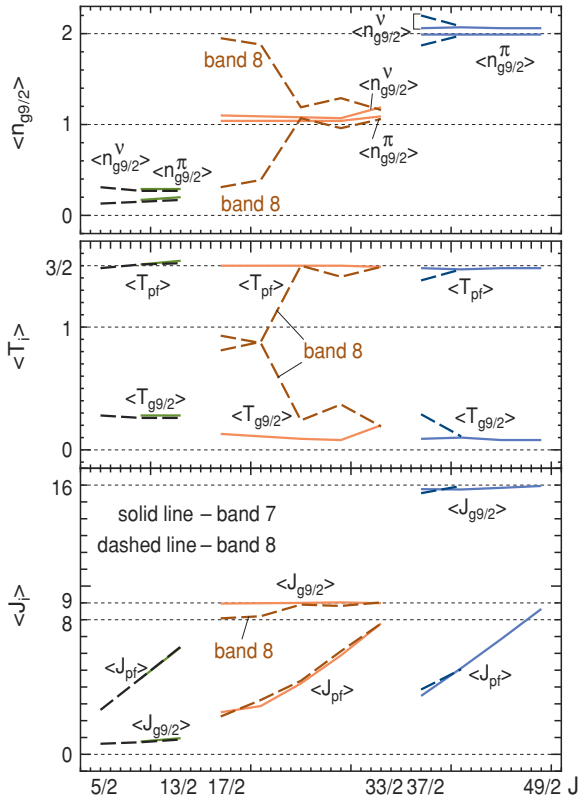 <n_g9/2>
2
1
0
band 8
<n^ν_g9/2>
<n^π_g9/2>
<n^ν_g9/2>
<n^π_g9/2>
<n^ν_g9/2> <n^π_g9/2>
band 8
<T_i>
3/2
1
0
<T_pf>
<T_pf>
<T_pf>
band 8
<T_g9/2>
<T_g9/2>
<T_g9/2>
<J_i>
16
9
8
0
solid line – band 7
dashed line – band 8
<J_g9/2>
<J_g9/2>
band 8
<J_pf>
<J_pf>
<J_pf>
<J_g9/2>
5/2 13/2 17/2 33/2 37/2 49/2 J